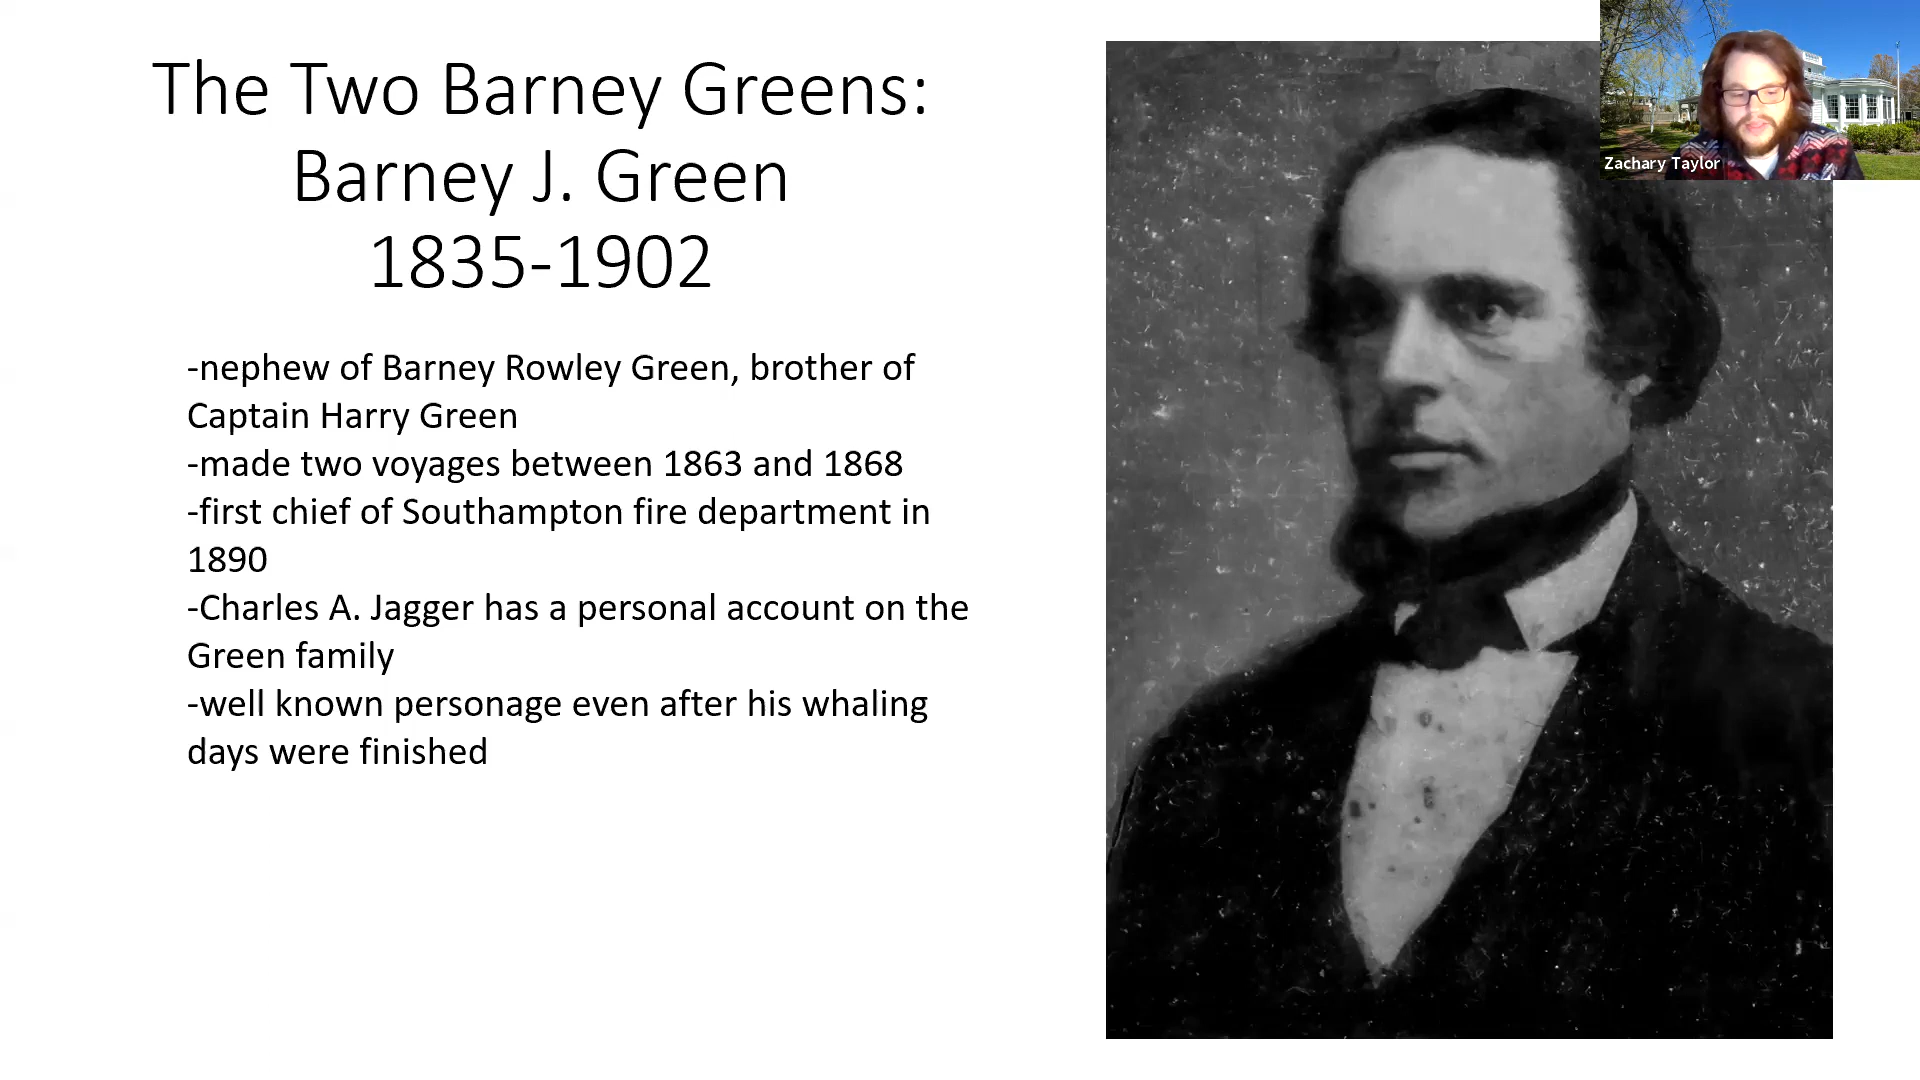 The Two Barney Greens:
Barney J. Green
1835-1902
-nephew of Barney Rowley Green, brother of
Captain Harry Green
-made two voyages between 1863 and 1868
-first chief of Southampton fire department in
1890
-Charles A. Jagger has a personal account on the
Green family
-well known personage even after his whaling
days were finished
Zachary Taylor